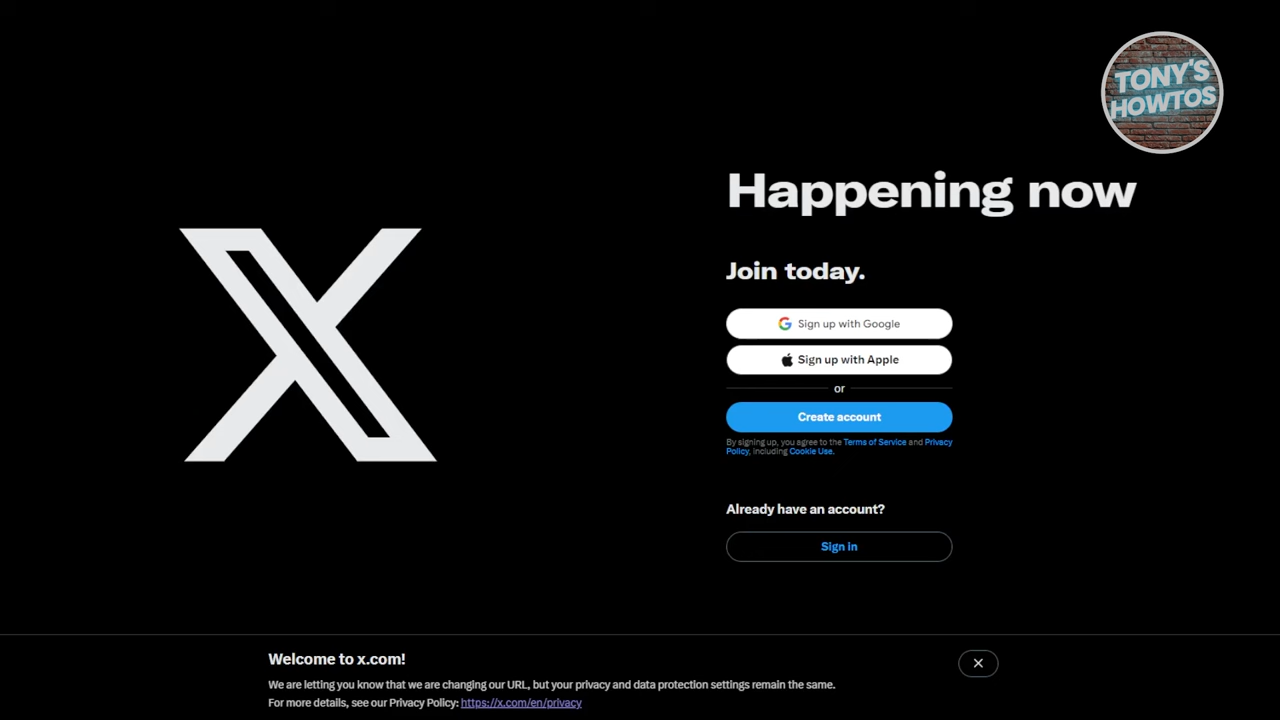 TONY'S
HOWTOS
Happening now
Join today.
Sign up with Google
Sign up with Apple
or
Create account
By signing up, you agree to the Terms of Service and Privacy
Policy, including Cookie Use.
Already have an account?
Sign in
Welcome to x.com!
We are letting you know that we are changing our URL, but your privacy and data protection settings remain the same.
For more details, see our Privacy Policy: https://x.com/en/privacy